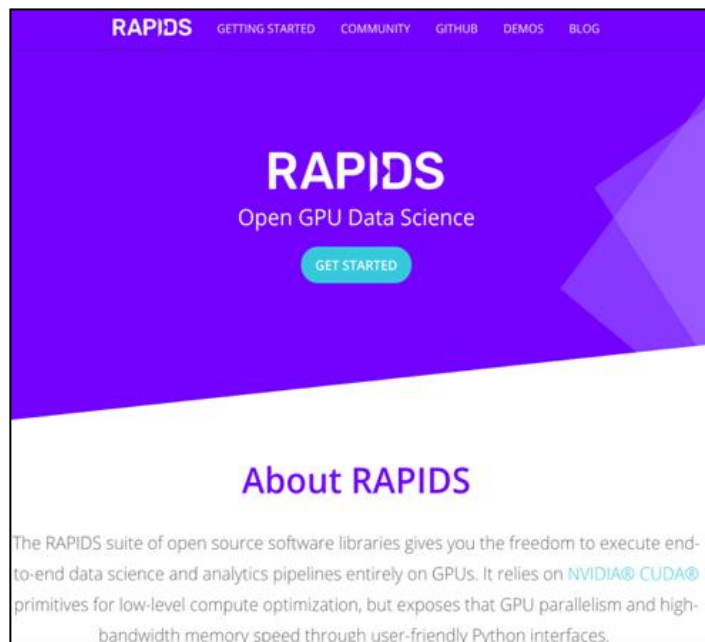 RAPIDS GETTING STARTED COMMUNITY GITHUB DEMOS BLOG
RAPIDS
Open GPU Data Science
GET STARTED
About RAPIDS
The RAPIDS suite of open source software libraries gives you the freedom to execute end-
to-end data science and analytics pipelines entirely on GPUs. It relies on NVIDIA® CUDA®
primitives for low-level compute optimization, but exposes that GPU parallelism and high-
bandwidth memory speed through user-friendly Python interfaces.